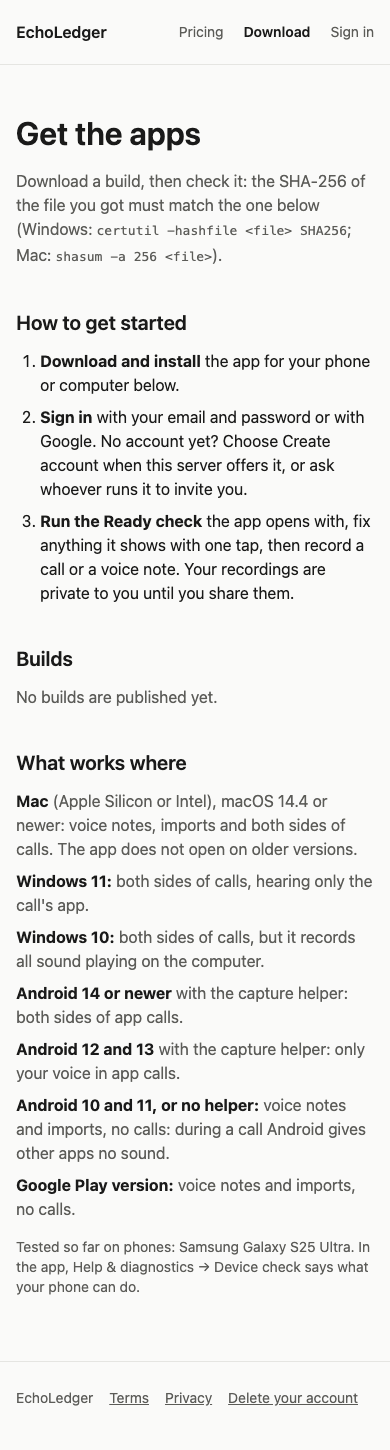 EchoLedger Pricing Download Sign in
Get the apps
Download a build, then check it: the SHA-256 of
the file you got must match the one below
(Windows: certutil -hashfile <file> SHA256;
Mac: shasum -a 256 <file>).
How to get started
1. Download and install the app for your phone
or computer below.
2. Sign in with your email and password or with
Google. No account yet? Choose Create
account when this server offers it, or ask
whoever runs it to invite you.
3. Run the Ready check the app opens with, fix
anything it shows with one tap, then record a
call or a voice note. Your recordings are
private to you until you share them.
Builds
No builds are published yet.
What works where
Mac (Apple Silicon or Intel), macOS 14.4 or
newer: voice notes, imports and both sides of
calls. The app does not open on older versions.
Windows 11: both sides of calls, hearing only the
call's app.
Windows 10: both sides of calls, but it records
all sound playing on the computer.
Android 14 or newer with the capture helper:
both sides of app calls.
Android 12 and 13 with the capture helper: only
your voice in app calls.
Android 10 and 11, or no helper: voice notes
and imports, no calls: during a call Android gives
other apps no sound.
Google Play version: voice notes and imports,
no calls.
Tested so far on phones: Samsung Galaxy S25 Ultra. In
the app, Help & diagnostics → Device check says what
your phone can do.
EchoLedger Terms Privacy Delete your account